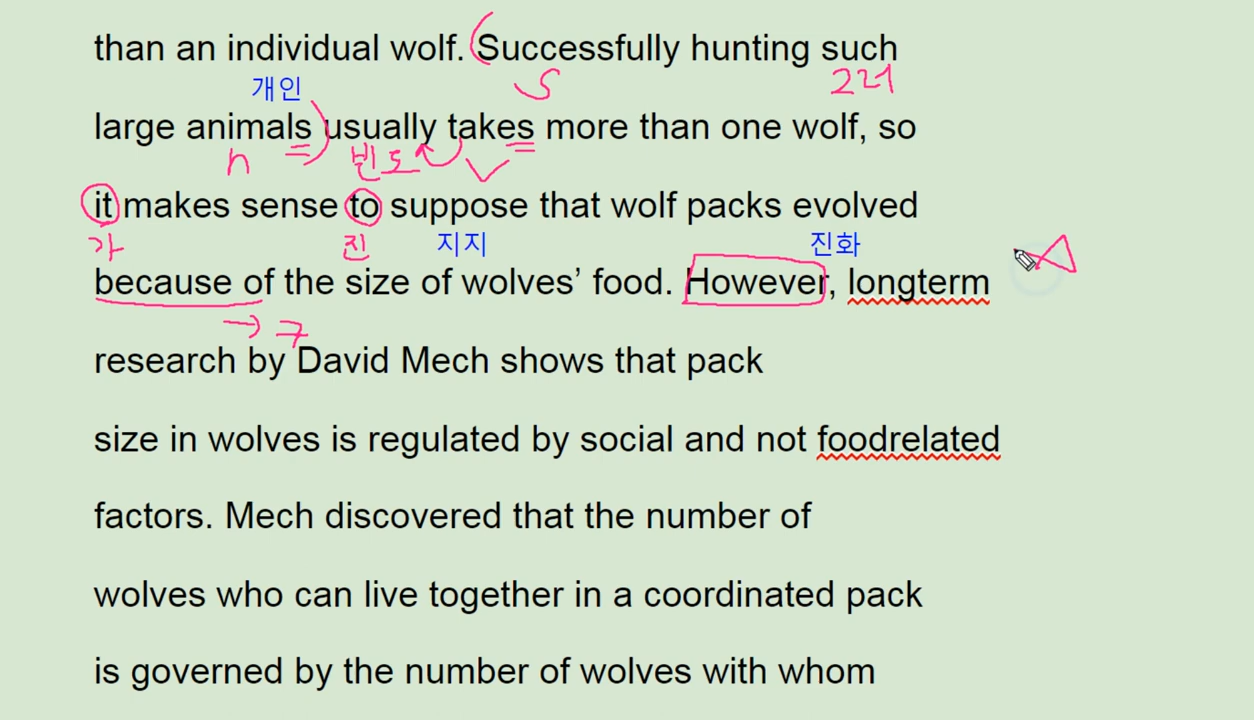 than an individual wolf. Successfully hunting such
개인 S
large animals usually takes more than one wolf, so
n 빈도 V
it makes sense to suppose that wolf packs evolved
가 진 지지 진화
because of the size of wolves’ food. However, longterm
→ 구
research by David Mech shows that pack
size in wolves is regulated by social and not foodrelated
factors. Mech discovered that the number of
wolves who can live together in a coordinated pack
is governed by the number of wolves with whom